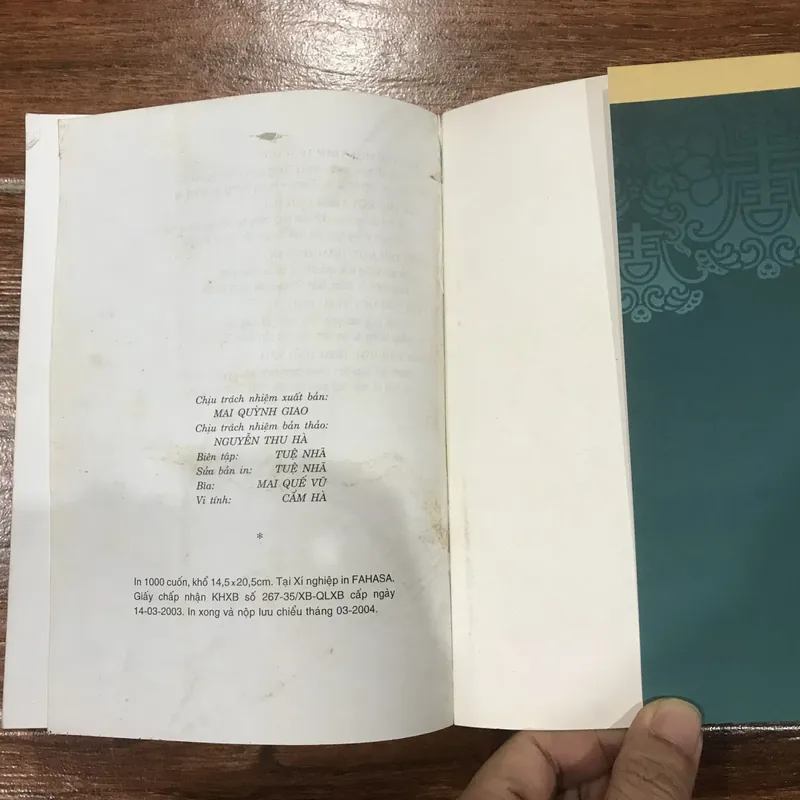 Chịu trách nhiệm xuất bản:
MAI QUỲNH GIAO
Chịu trách nhiệm bản thảo:
NGUYỄN THU HÀ
Biên tập: TUỆ NHÃ
Sửa bản in: TUỆ NHÃ
Bìa: MAI QUẾ VŨ
Vi tính: CẨM HÀ
*
In 1000 cuốn, khổ 14,5x20,5cm. Tại Xí nghiệp in FAHASA.
Giấy chấp nhận KHXB số 267-35/XB-QLXB cấp ngày
14-03-2003. In xong và nộp lưu chiểu tháng 03-2004.